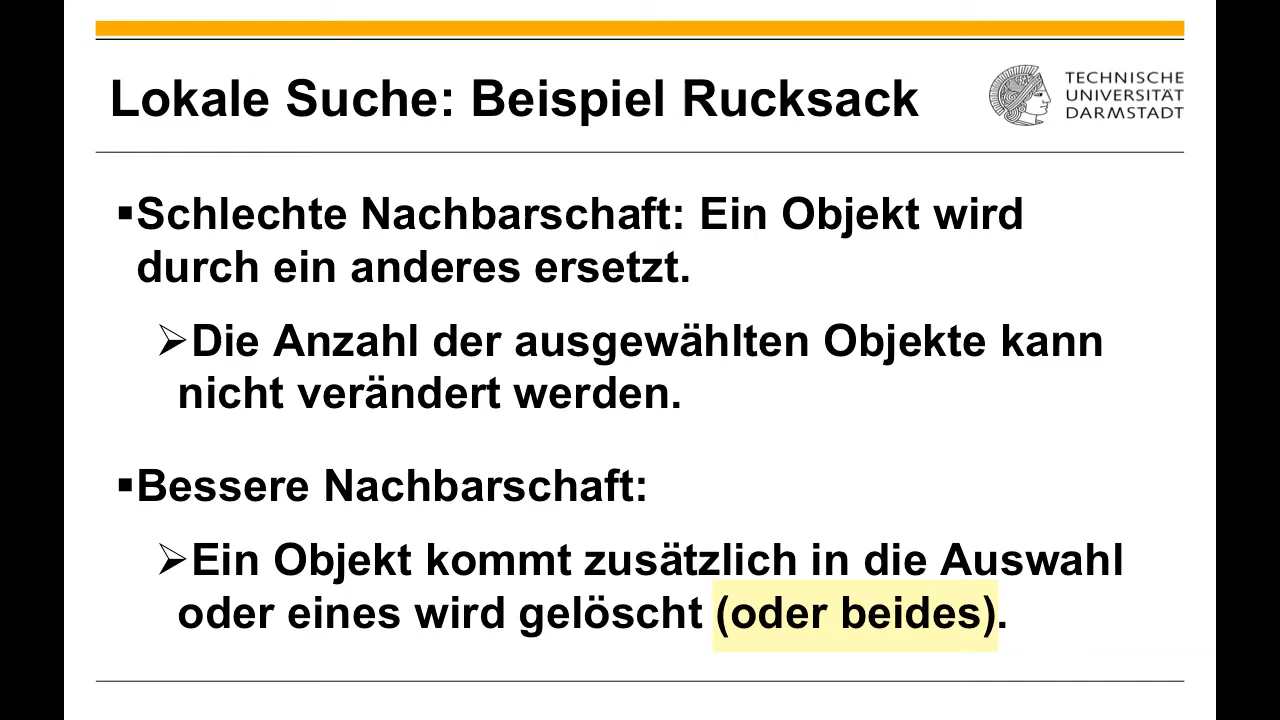 Lokale Suche: Beispiel Rucksack
TECHNISCHE
UNIVERSITÄT
DARMSTADT
▪Schlechte Nachbarschaft: Ein Objekt wird
durch ein anderes ersetzt.
➢Die Anzahl der ausgewählten Objekte kann
nicht verändert werden.
▪Bessere Nachbarschaft:
➢Ein Objekt kommt zusätzlich in die Auswahl
oder eines wird gelöscht (oder beides).